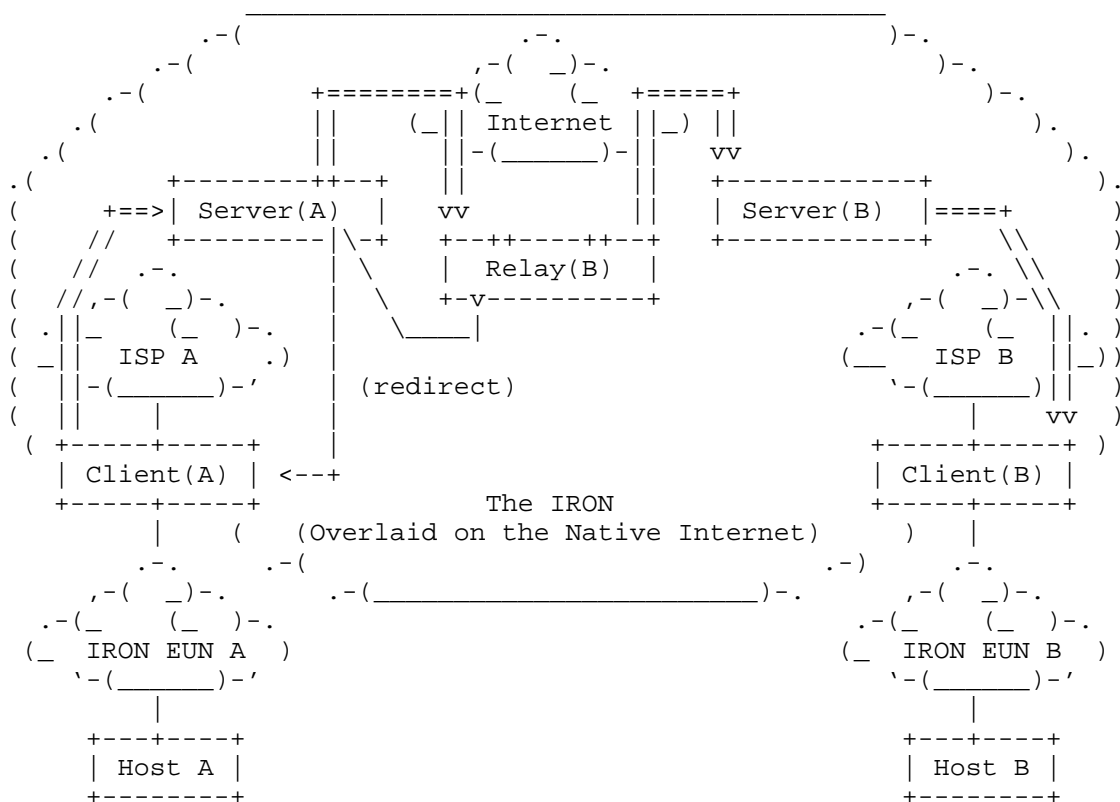 Internet
Server(A) Server(B)
Relay(B)
ISP A ISP B
(redirect)
Client(A) Client(B)
The IRON
(Overlaid on the Native Internet)
IRON EUN A IRON EUN B
Host A Host B